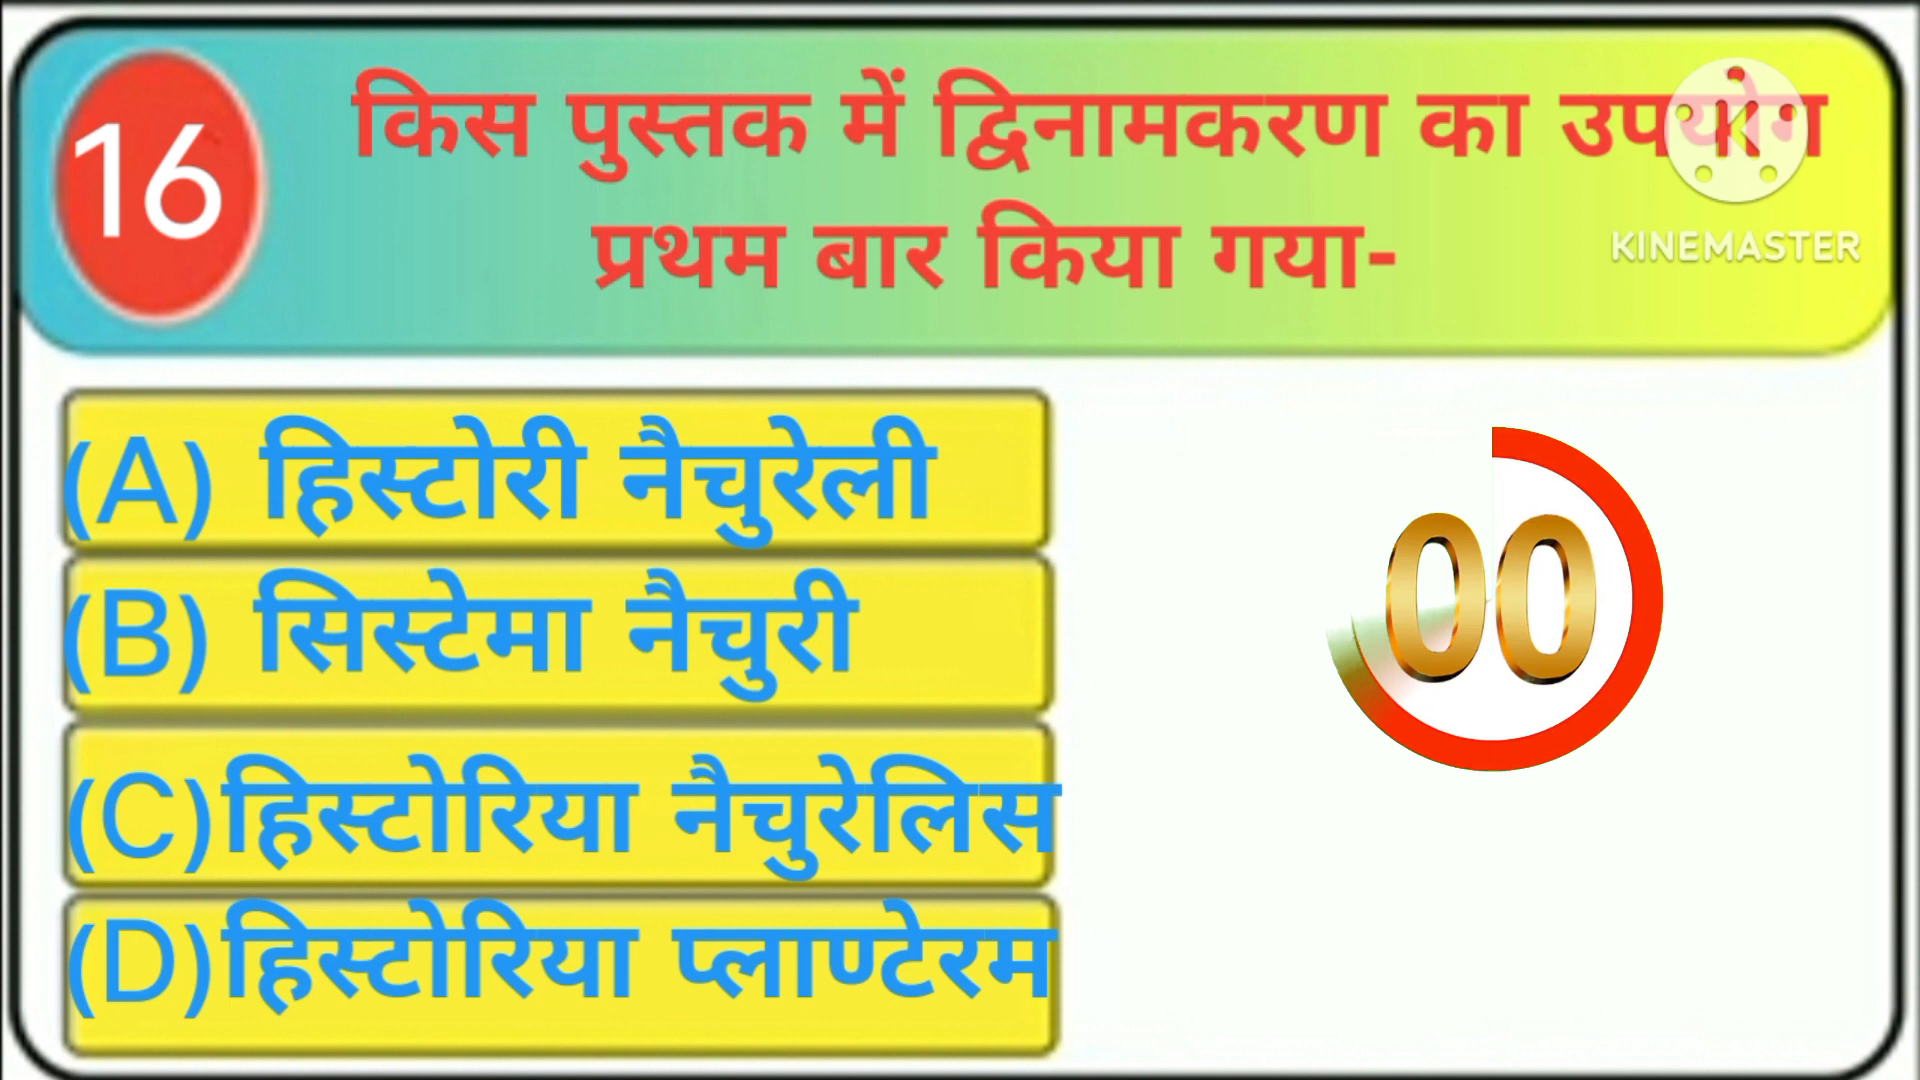 16
किस पुस्तक में द्विनामकरण का उपयोग
प्रथम बार किया गया-
KINEMASTER
(A) हिस्टोरी नैचुरेली
(B) सिस्टेमा नैचुरी
(C)हिस्टोरिया नैचुरेलिस
(D)हिस्टोरिया प्लाण्टेरम
00